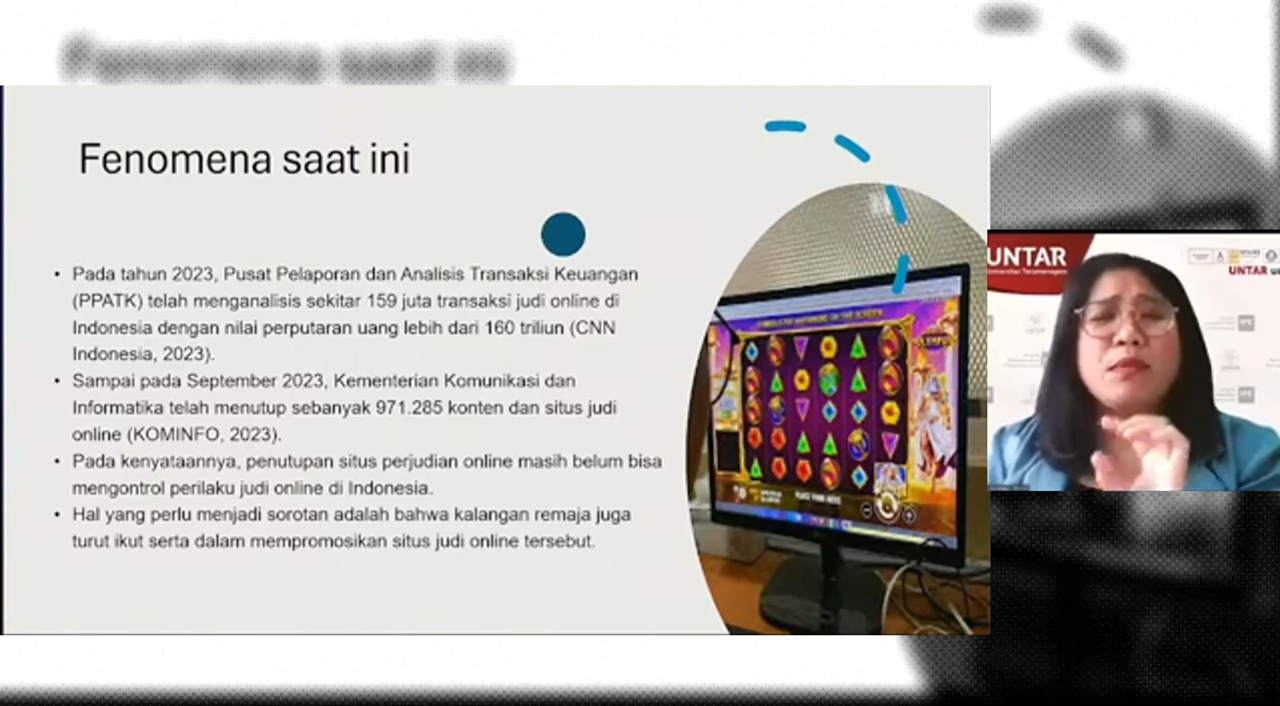 Fenomena saat ini
• Pada tahun 2023, Pusat Pelaporan dan Analisis Transaksi Keuangan
(PPATK) telah menganalisis sekitar 159 juta transaksi judi online di
Indonesia dengan nilai perputaran uang lebih dari 160 triliun (CNN
Indonesia, 2023).
• Sampai pada September 2023, Kementerian Komunikasi dan
Informatika telah menutup sebanyak 971.285 konten dan situs judi
online (KOMINFO, 2023).
• Pada kenyataannya, penutupan situs perjudian online masih belum bisa
mengontrol perilaku judi online di Indonesia.
• Hal yang perlu menjadi sorotan adalah bahwa kalangan remaja juga
turut ikut serta dalam mempromosikan situs judi online tersebut.
UNTAR
Universitas Tarumanagara
UNTAR